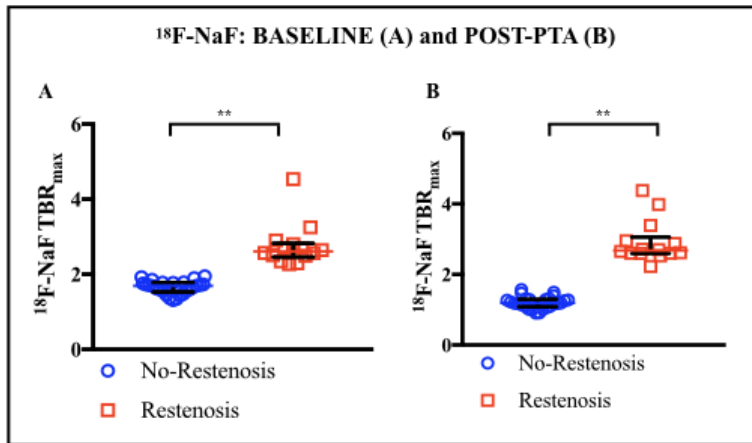 ¹⁸F-NaF: BASELINE (A) and POST-PTA (B)
A
**
6
4
2
0
¹⁸F-NaF TBRmax
No-Restenosis
Restenosis
B
**
6
4
2
0
¹⁸F-NaF TBRmax
No-Restenosis
Restenosis